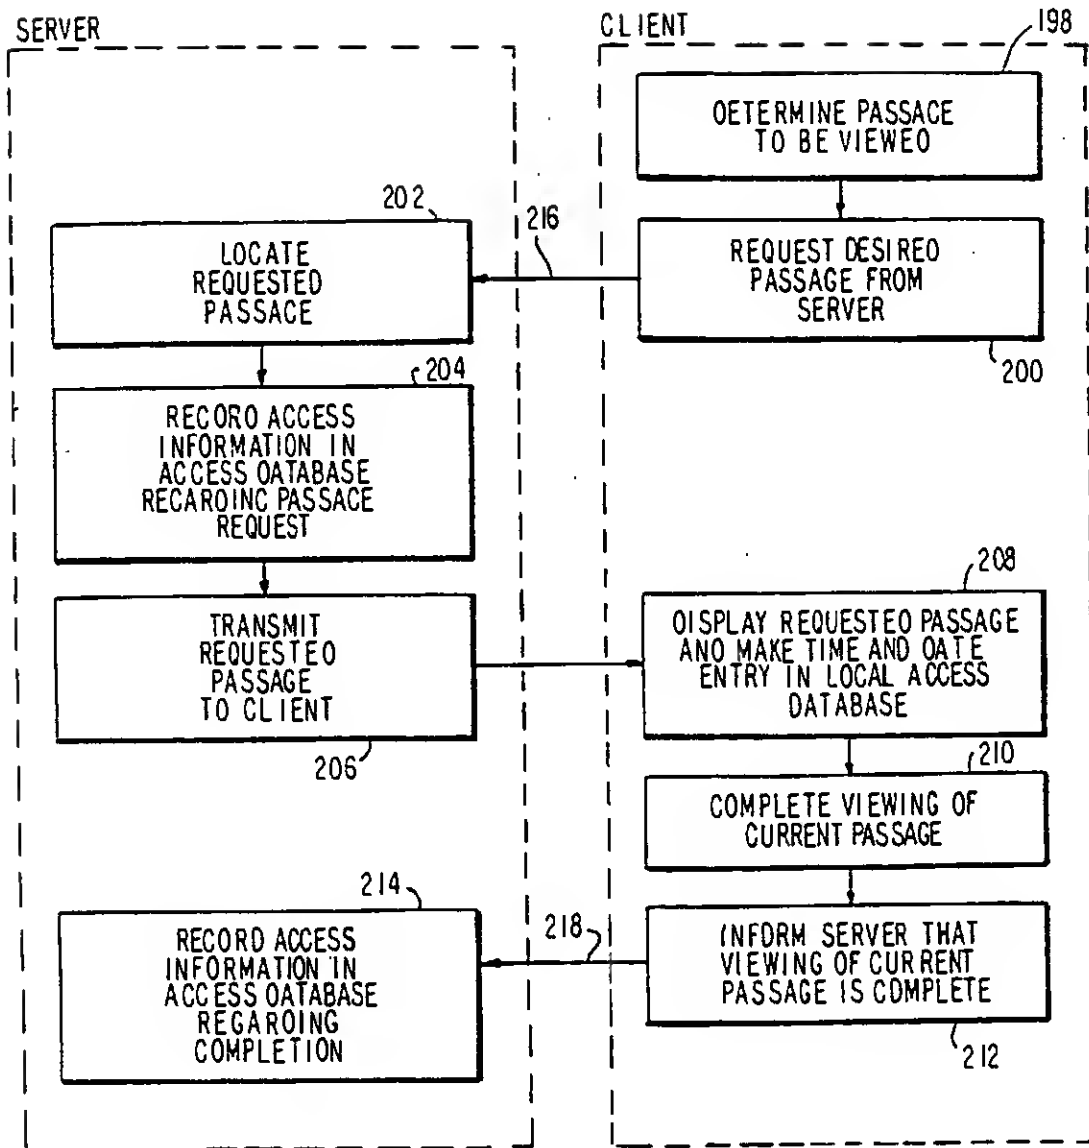 SERVER
CLIENT
198
OETERMINE PASSACE
TO BE VIEWEO
202
216
LOCATE
REQUESTED
PASSACE
REQUEST DESIREO
PASSAGE FROM
SERVER
200
204
RECORO ACCESS
INFORMATION IN
ACCESS OATABASE
REGAROINC PASSACE
REQUEST
208
TRANSMIT
REQUESTEO
PASSAGE
TO CLIENT
206
OISPLAY REQUESTEO PASSAGE
ANO MAKE TIME AND OATE
ENTRY IN LOCAL ACCESS
DATABASE
210
COMPLETE VIEWING OF
CURRENT PASSAGE
214
218
RECORD ACCESS
INFORMATION IN
ACCESS OATABASE
REGAROING
COMPLETION
INFDRM SERVER THAT
VIEWING OF CURRENT
PASSAGE IS COMPLETE
212